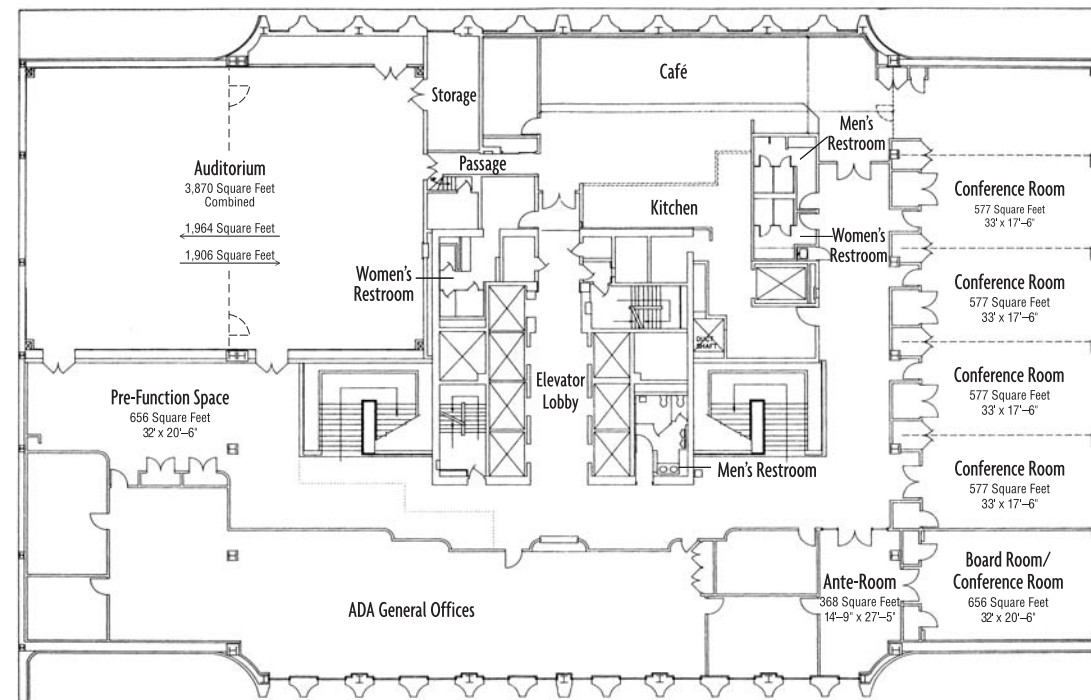 Café
Storage
Men's
Restroom
Passage
Auditorium
3,870 Square Feet
Combined
1,964 Square Feet
1,906 Square Feet
Conference Room
577 Square Feet
33' x 17'–6"
Kitchen
Women's
Restroom
Women's
Restroom
Conference Room
577 Square Feet
33' x 17'–6"
DUCT
SHAFT
Elevator
Lobby
Conference Room
577 Square Feet
33' x 17'–6"
Pre-Function Space
656 Square Feet
32' x 20'–6"
Men's Restroom
Conference Room
577 Square Feet
33' x 17'–6"
ADA General Offices
Ante-Room
368 Square Feet
14'–9" x 27'–5"
Board Room/
Conference Room
656 Square Feet
32' x 20'–6"